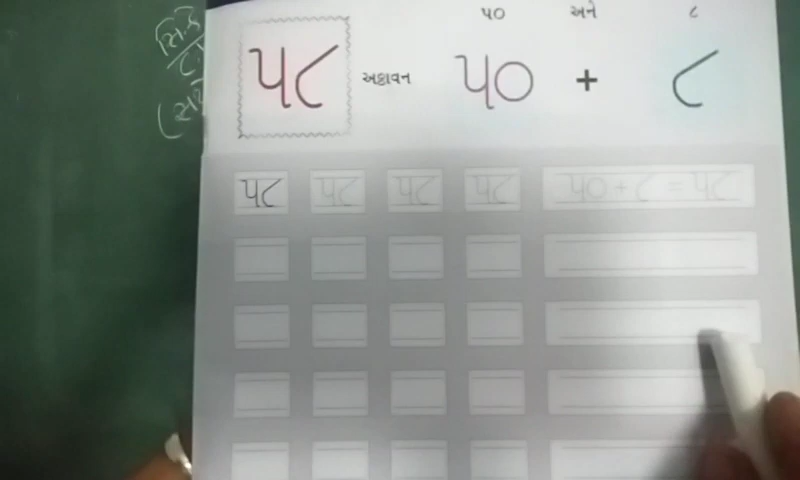 ૫૦ અને ૮
૫૮ અઠ્ઠાવન ૫૦ + ૮
૫૮ ૫૮ ૫૮ ૫૮ ૫૦ + ૮ = ૫૮